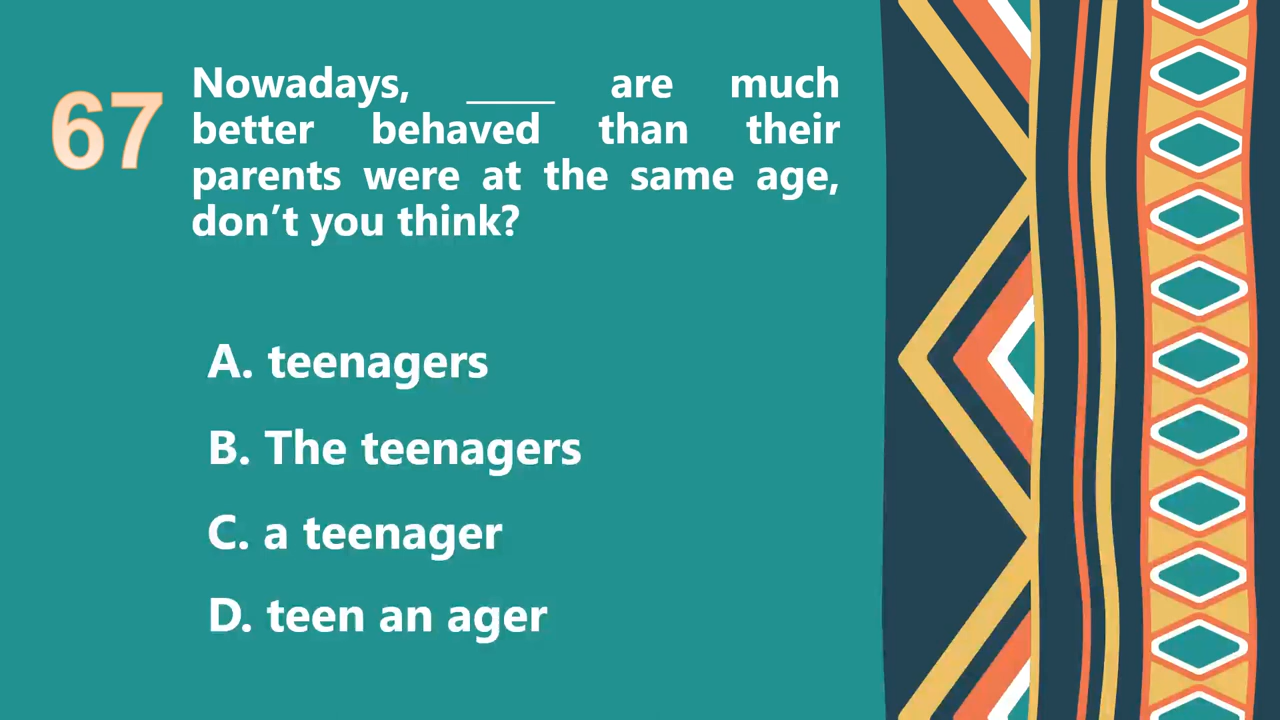 67
Nowadays, _____ are much
better behaved than their
parents were at the same age,
don’t you think?
A. teenagers
B. The teenagers
C. a teenager
D. teen an ager